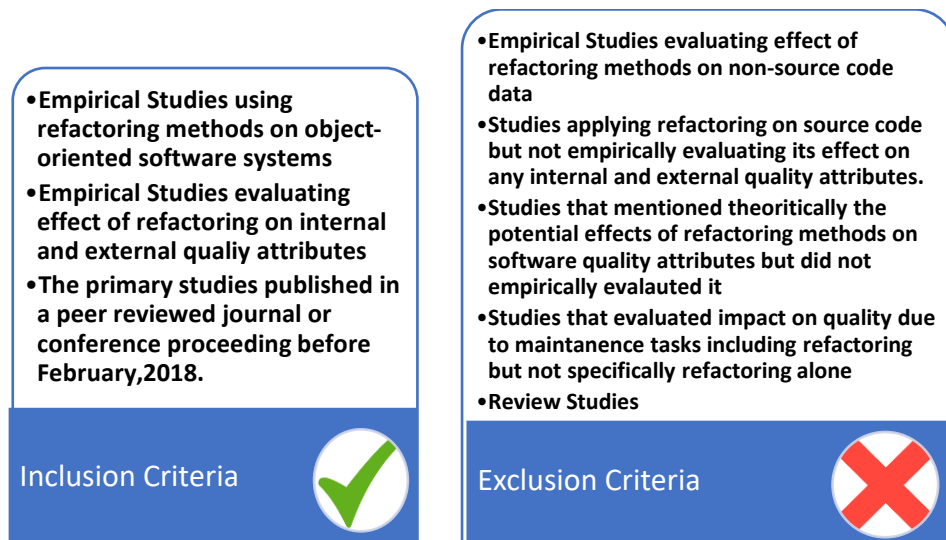 •Empirical Studies using
refactoring methods on object-
oriented software systems
•Empirical Studies evaluating
effect of refactoring on internal
and external qualiy attributes
•The primary studies published in
a peer reviewed journal or
conference proceeding before
February,2018.
Inclusion Criteria
•Empirical Studies evaluating effect of
refactoring methods on non-source code
data
•Studies applying refactoring on source code
but not empirically evaluating its effect on
any internal and external quality attributes.
•Studies that mentioned theoritically the
potential effects of refactoring methods on
software quality attributes but did not
empirically evalauted it
•Studies that evaluated impact on quality due
to maintanence tasks including refactoring
but not specifically refactoring alone
•Review Studies
Exclusion Criteria